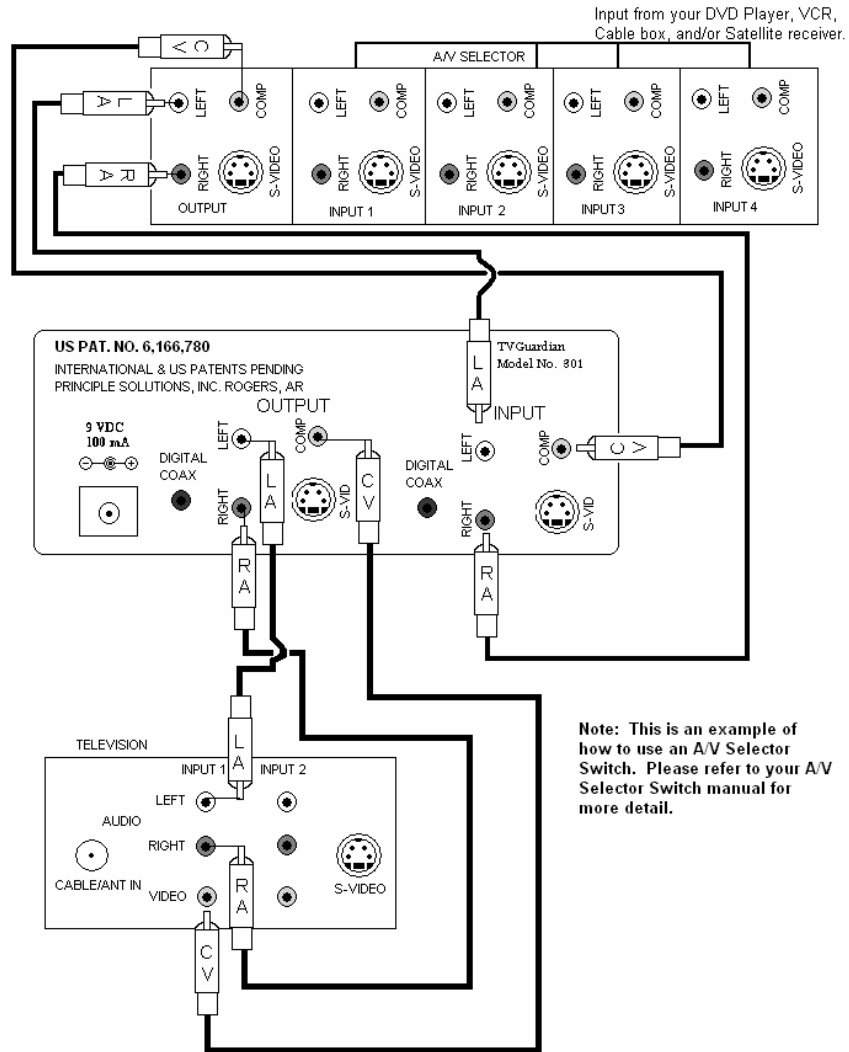 Input from your DVD Player, VCR,
Cable box, and/or Satellite receiver.
A/V SELECTOR
C V
L A
R A
LEFT
COMP
RIGHT
S-VIDEO
OUTPUT
LEFT
COMP
RIGHT
S-VIDEO
INPUT 1
LEFT
COMP
RIGHT
S-VIDEO
INPUT 2
LEFT
COMP
RIGHT
S-VIDEO
INPUT3
LEFT
COMP
RIGHT
S-VIDEO
INPUT 4
US PAT. NO. 6,166,780
INTERNATIONAL & US PATENTS PENDING
PRINCIPLE SOLUTIONS, INC. ROGERS, AR
TVGuardian
Model No. 801
9 VDC
100 mA
DIGITAL
COAX
OUTPUT
LEFT
COMP
RIGHT
S-VID
L A
C V
R A
DIGITAL
COAX
INPUT
LEFT
COMP
RIGHT
S-VID
L A
C V
R A
TELEVISION
INPUT 1
INPUT 2
AUDIO
LEFT
RIGHT
VIDEO
CABLE/ANT IN
S-VIDEO
L A
R A
C V
Note: This is an example of
how to use an A/V Selector
Switch. Please refer to your A/V
Selector Switch manual for
more detail.